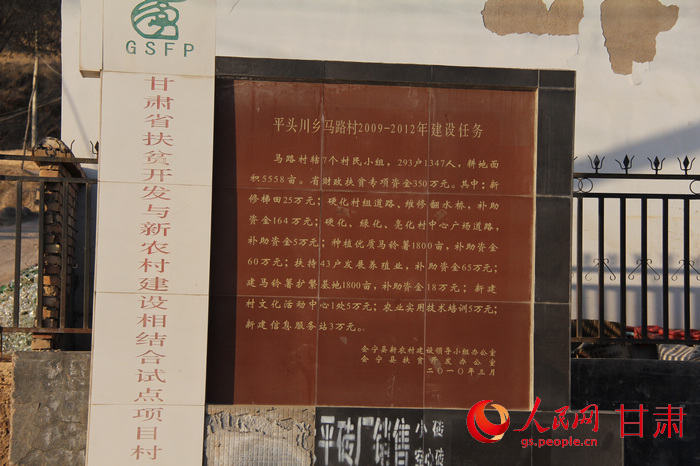 GSFP
甘肃省扶贫开发与新农村建设相结合试点项目村
平头川乡马路村2009-2012年建设任务
马路村辖7个村民小组，293户1347人，耕地面
积5558亩。省财政扶贫专项资金350万元。其中：新
修梯田25万元；硬化村组道路、维修翻水桥，补助
资金164万元；硬化、绿化、亮化村中心广场道路，
补助资金5万元；种植优质马铃薯1800亩，补助资金
60万元；扶持43户发展养殖业，补助资金65万元；
建马铃薯扩繁基地1800亩，补助资金18万元；新建
村文化活动中心1处5万元；农业实用技术培训5万元；
新建信息服务站3万元。
会宁县新农村建设领导小组办公室
会宁县扶贫开发办公室
二〇一〇年三月
平砖厂销售
小砖
空心砖
人民网 甘肃
gs.people.cn